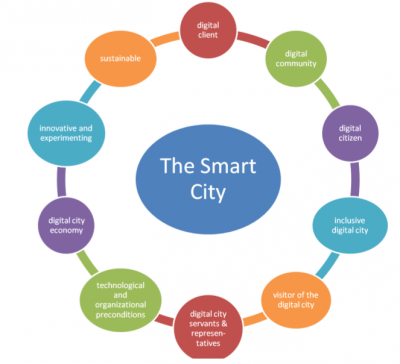 digital
client
digital
community
digital
citizen
inclusive
digital city
visitor of the
digital city
digital city
servants &
represen-
tatives
technological
and
organizational
preconditions
digital city
economy
innovative and
experimenting
sustainable
The Smart
City